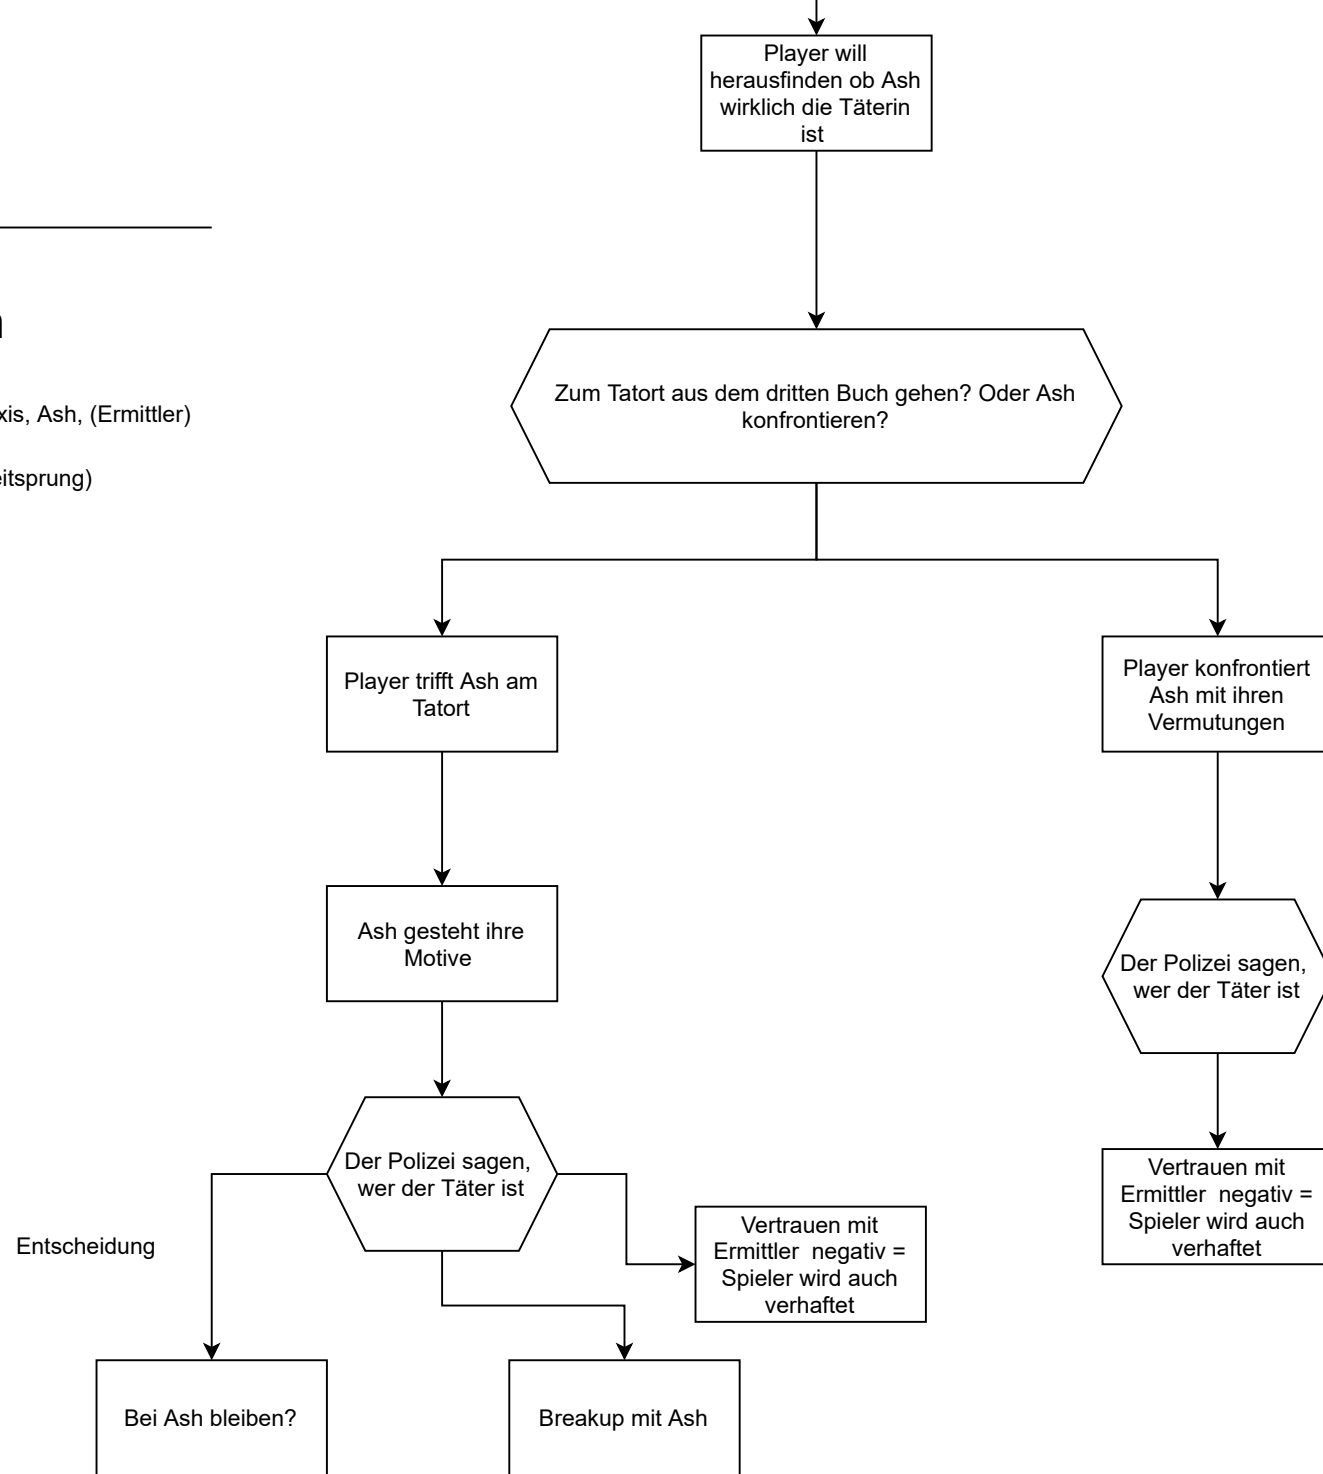 Player will
herausfinden ob Ash
wirklich die Täterin
ist
Ash, (Ermittler)
Zum Tatort aus dem dritten Buch gehen? Oder Ash
konfrontieren?
Player trifft Ash am
Tatort
Player konfrontiert
Ash mit ihren
Vermutungen
Ash gesteht ihre
Motive
Der Polizei sagen,
wer der Täter ist
Der Polizei sagen,
wer der Täter ist
Vertrauen mit
Ermittler negativ =
Spieler wird auch
verhaftet
Entscheidung
Vertrauen mit
Ermittler negativ =
Spieler wird auch
verhaftet
Bei Ash bleiben?
Breakup mit Ash